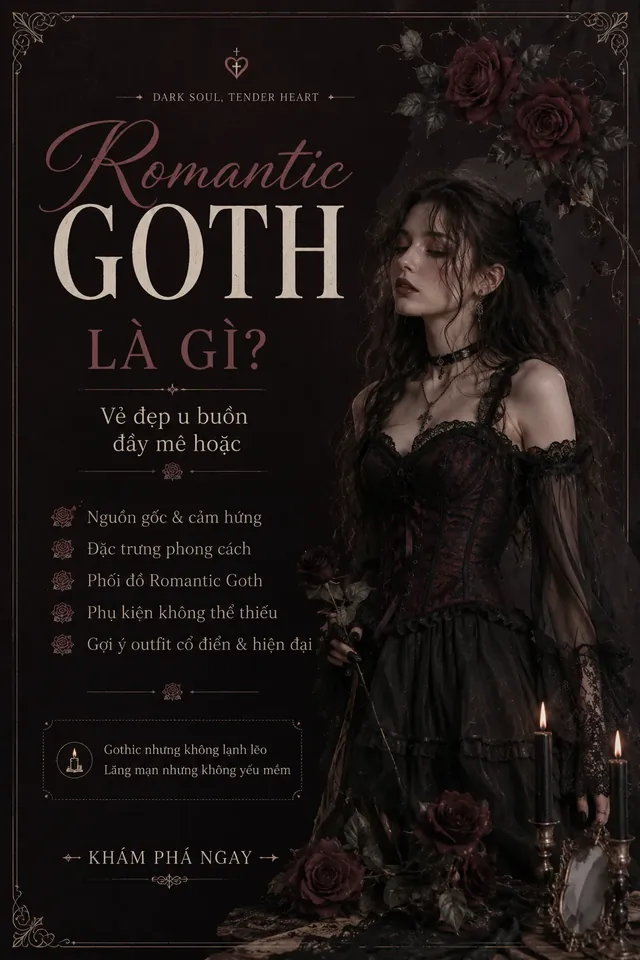 DARK SOUL, TENDER HEART
Romantic
GOTH
LÀ GÌ?
Vẻ đẹp u buồn
đầy mê hoặc
Nguồn gốc & cảm hứng
Đặc trưng phong cách
Phối đồ Romantic Goth
Phụ kiện không thể thiếu
Gợi ý outfit cổ điển & hiện đại
Gothic nhưng không lạnh lẽo
Lãng mạn nhưng không yếu mềm
KHÁM PHÁ NGAY